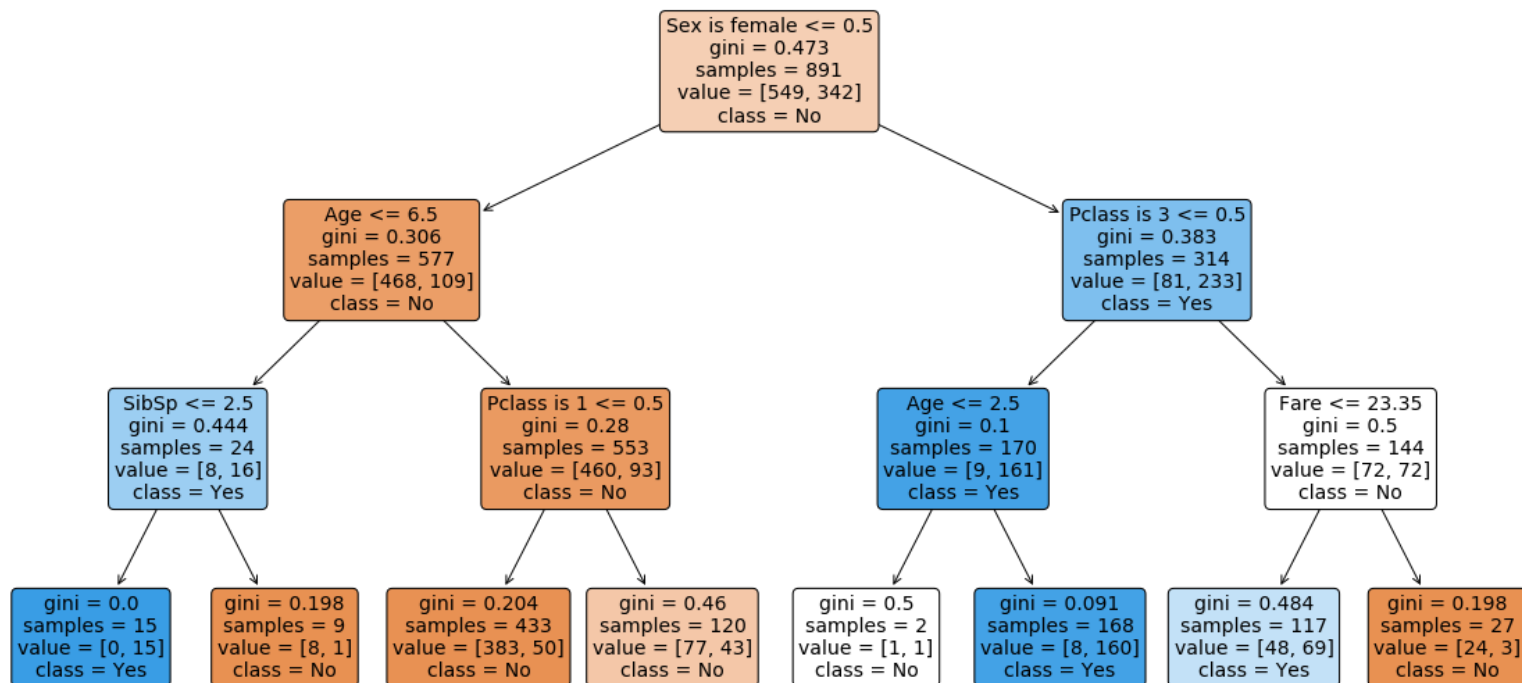 Sex is female <= 0.5
gini = 0.473
samples = 891
value = [549, 342]
class = No
Age <= 6.5
gini = 0.306
samples = 577
value = [468, 109]
class = No
Pclass is 3 <= 0.5
gini = 0.383
samples = 314
value = [81, 233]
class = Yes
SibSp <= 2.5
gini = 0.444
samples = 24
value = [8, 16]
class = Yes
Pclass is 1 <= 0.5
gini = 0.28
samples = 553
value = [460, 93]
class = No
Age <= 2.5
gini = 0.1
samples = 170
value = [9, 161]
class = Yes
Fare <= 23.35
gini = 0.5
samples = 144
value = [72, 72]
class = No
gini = 0.0
samples = 15
value = [0, 15]
class = Yes
gini = 0.198
samples = 9
value = [8, 1]
class = No
gini = 0.204
samples = 433
value = [383, 50]
class = No
gini = 0.46
samples = 120
value = [77, 43]
class = No
gini = 0.5
samples = 2
value = [1, 1]
class = No
gini = 0.091
samples = 168
value = [8, 160]
class = Yes
gini = 0.484
samples = 117
value = [48, 69]
class = Yes
gini = 0.198
samples = 27
value = [24, 3]
class = No